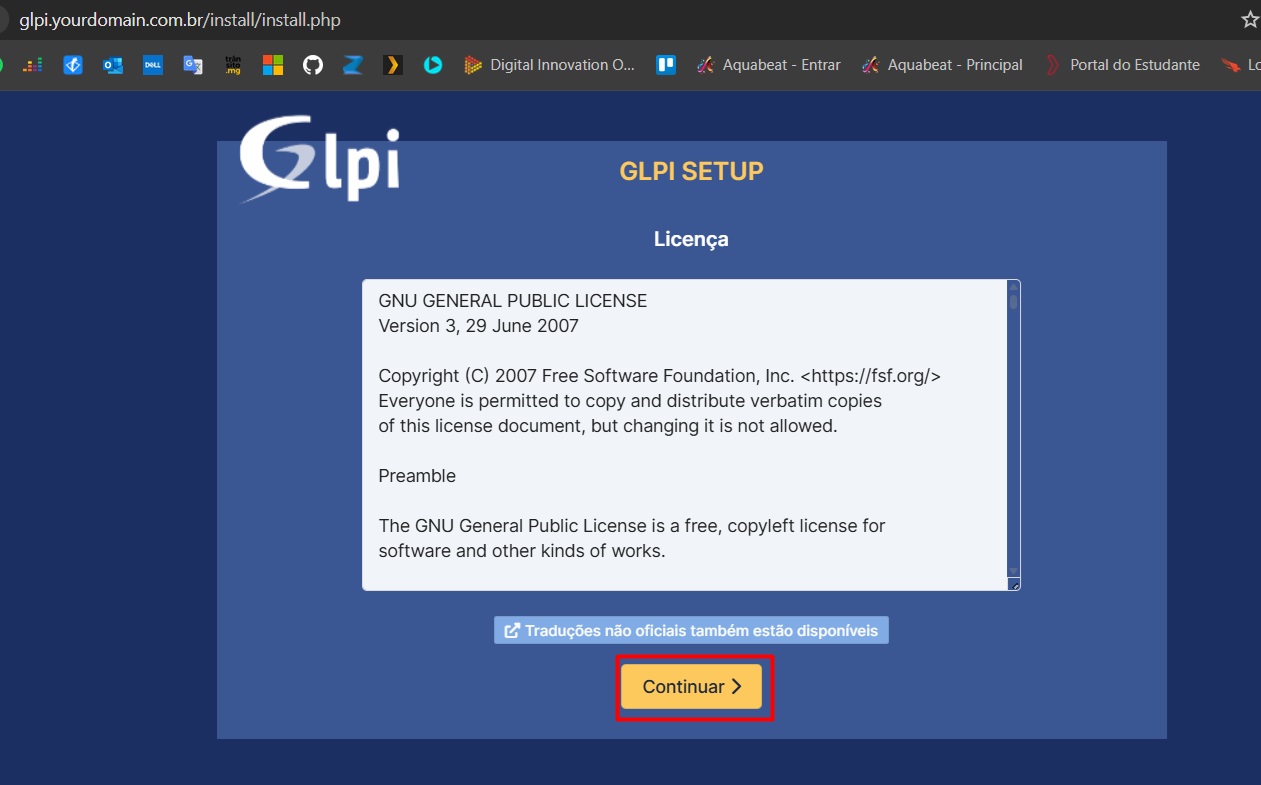 glpi.yourdomain.com.br/install/install.php
DELL
trân
sito
.mg
Digital Innovation O...
Aquabeat - Entrar
Aquabeat - Principal
Portal do Estudante
Lo
Glpi
GLPI SETUP
Licença
GNU GENERAL PUBLIC LICENSE
Version 3, 29 June 2007
Copyright (C) 2007 Free Software Foundation, Inc. <https://fsf.org/>
Everyone is permitted to copy and distribute verbatim copies
of this license document, but changing it is not allowed.
Preamble
The GNU General Public License is a free, copyleft license for
software and other kinds of works.
Traduções não oficiais também estão disponíveis
Continuar